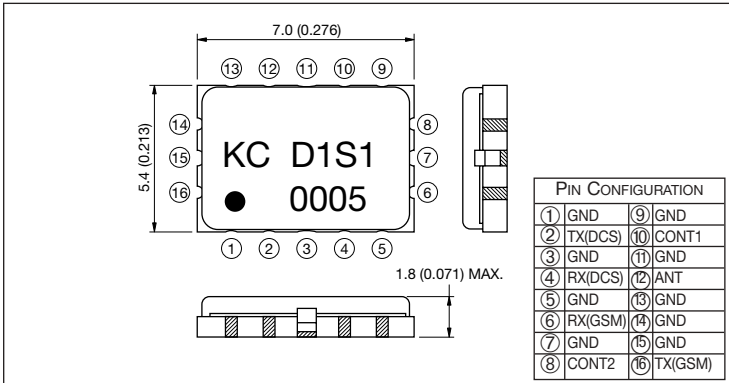 7.0 (0.276)
⑬ ⑫ ⑪ ⑩ ⑨
5.4 (0.213)
⑭ ⑧
⑮ ⑦
⑯ ⑥
KC D1S1
0005
① ② ③ ④ ⑤
1.8 (0.071) MAX.
PIN CONFIGURATION
① GND ⑨ GND
② TX(DCS) ⑩ CONT1
③ GND ⑪ GND
④ RX(DCS) ⑫ ANT
⑤ GND ⑬ GND
⑥ RX(GSM) ⑭ GND
⑦ GND ⑮ GND
⑧ CONT2 ⑯ TX(GSM)